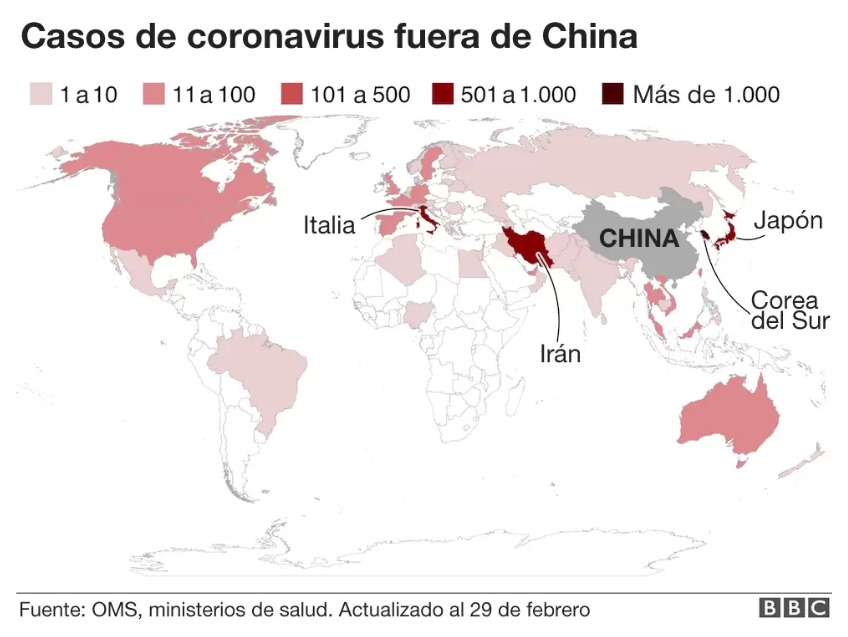 Casos de coronavirus fuera de China
1 a 10 11 a 100 101 a 500 501 a 1.000 Más de 1.000
Italia
CHINA
Japón
Corea
del Sur
Irán
Fuente: OMS, ministerios de salud. Actualizado al 29 de febrero
BBC